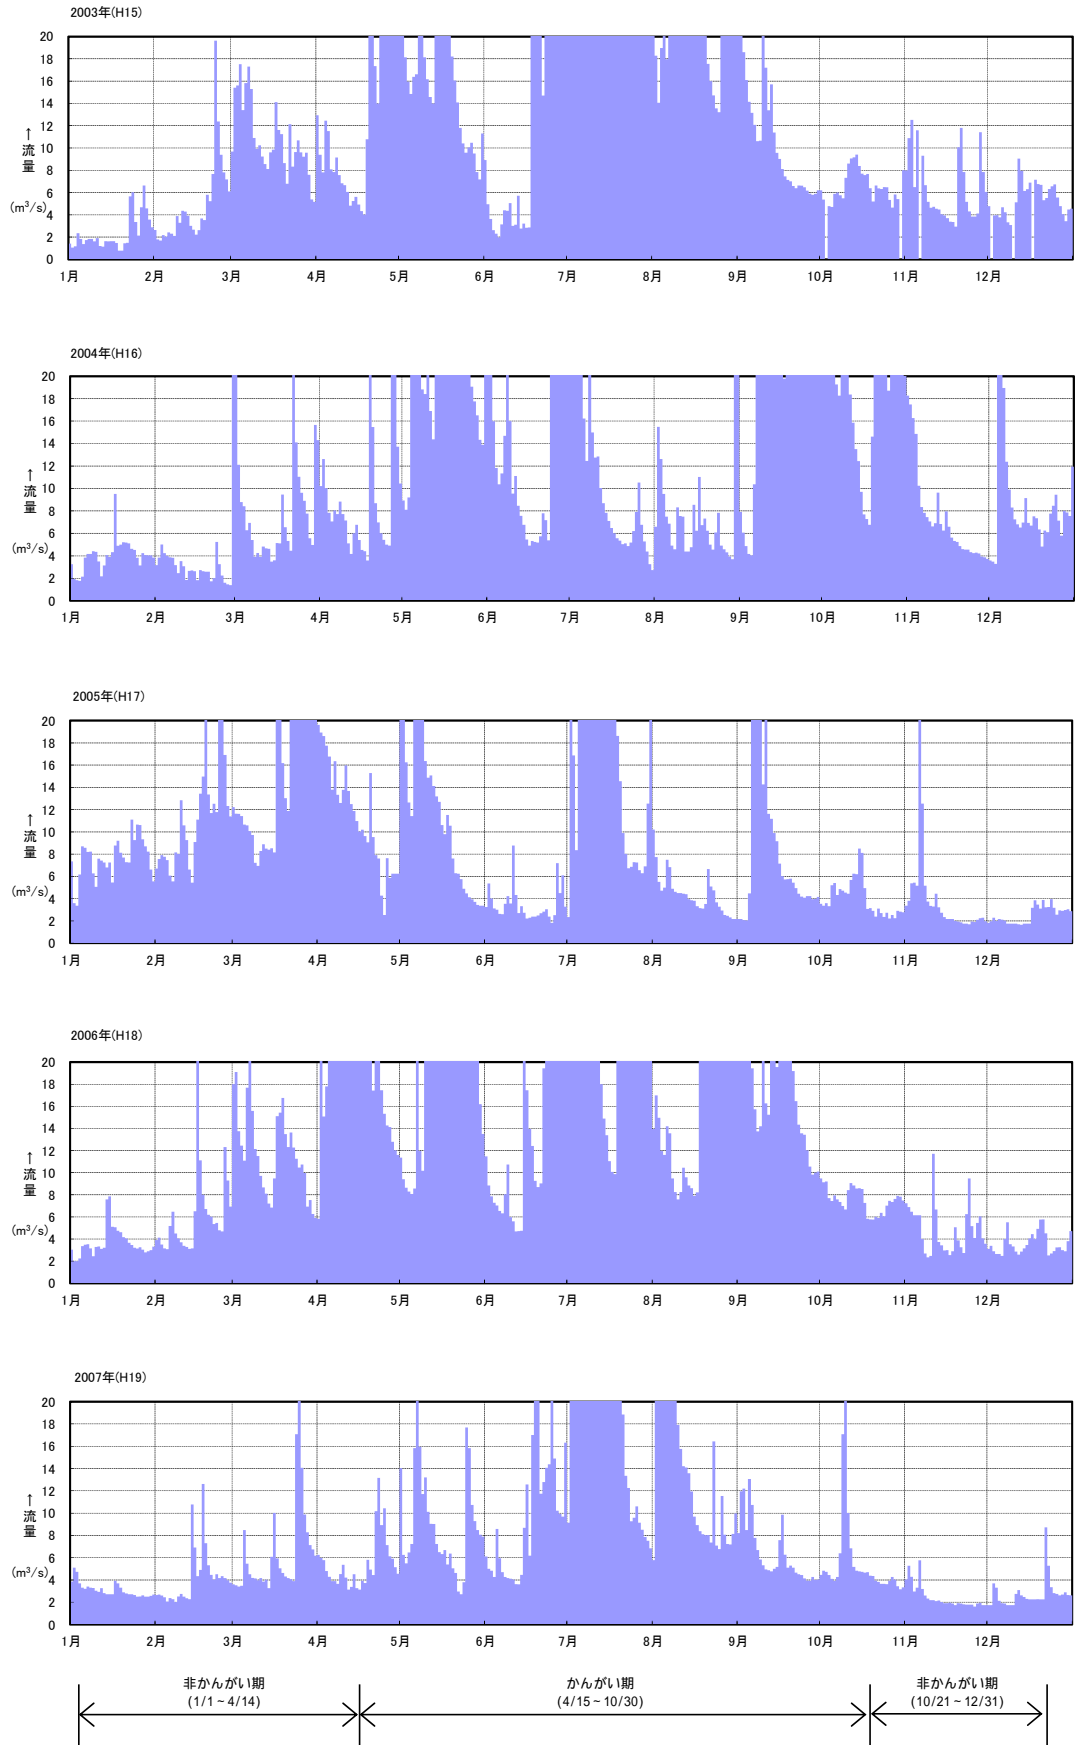 2003年(H15)
20
18
16
14
12
10
8
6
4
2
0
↑
流
量
(m³/s)
1月 2月 3月 4月 5月 6月 7月 8月 9月 10月 11月 12月
2004年(H16)
20
18
16
14
12
10
8
6
4
2
0
↑
流
量
(m³/s)
1月 2月 3月 4月 5月 6月 7月 8月 9月 10月 11月 12月
2005年(H17)
20
18
16
14
12
10
8
6
4
2
0
↑
流
量
(m³/s)
1月 2月 3月 4月 5月 6月 7月 8月 9月 10月 11月 12月
2006年(H18)
20
18
16
14
12
10
8
6
4
2
0
↑
流
量
(m³/s)
1月 2月 3月 4月 5月 6月 7月 8月 9月 10月 11月 12月
2007年(H19)
20
18
16
14
12
10
8
6
4
2
0
↑
流
量
(m³/s)
1月 2月 3月 4月 5月 6月 7月 8月 9月 10月 11月 12月
非かんがい期
(1/1~4/14)
かんがい期
(4/15~10/30)
非かんがい期
(10/21~12/31)